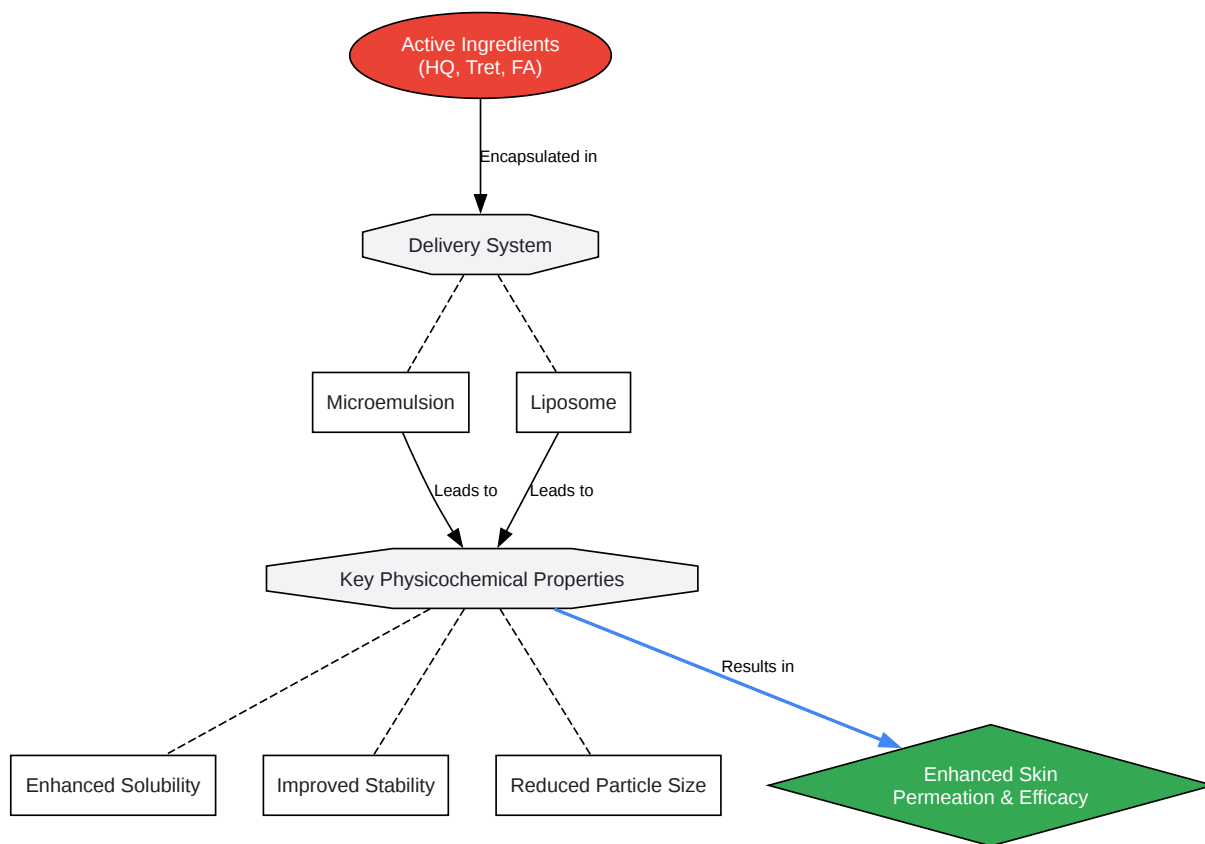 Active Ingredients
(HQ, Tret, FA)
Encapsulated in
Delivery System
Microemulsion
Liposome
Leads to
Leads to
Key Physicochemical Properties
Results in
Enhanced Solubility
Improved Stability
Reduced Particle Size
Enhanced Skin
Permeation & Efficacy